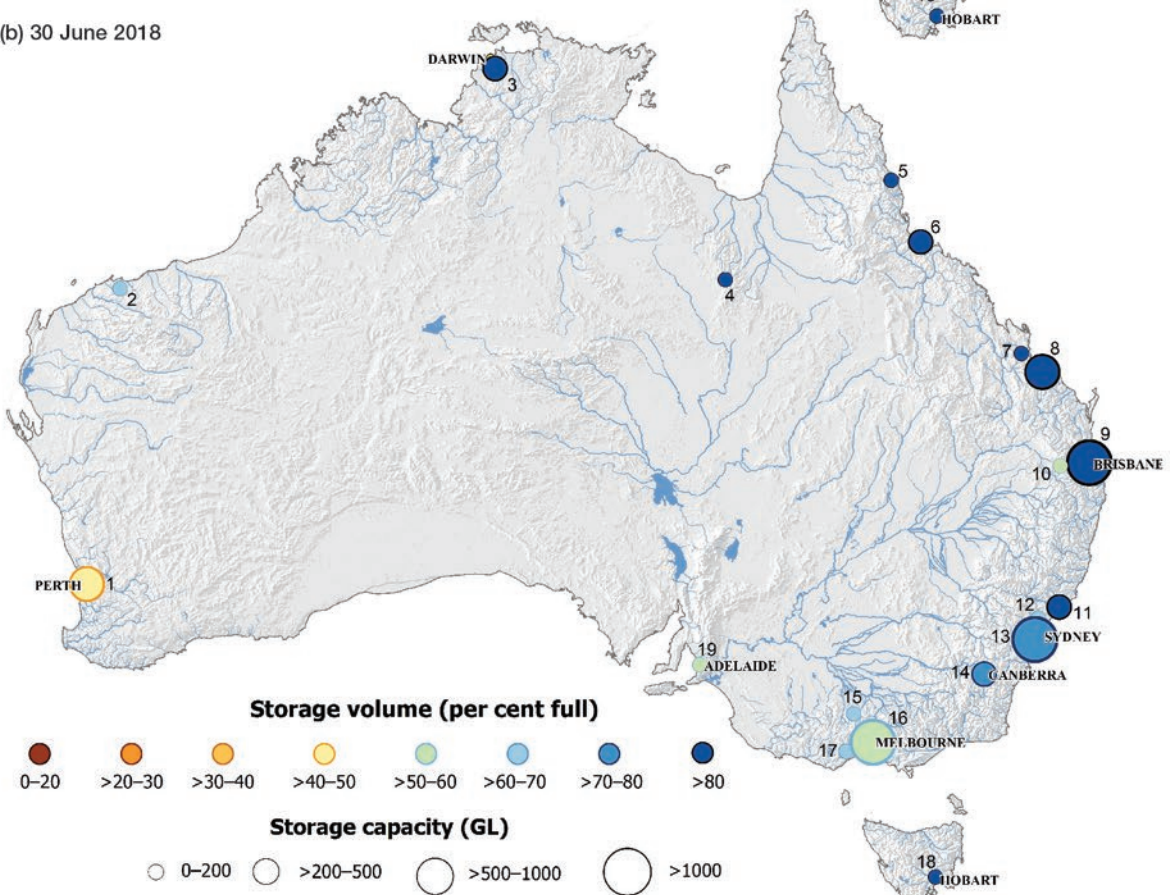 HOBART
(b) 30 June 2018
DARWIN
3
5
6
2
4
7
8
9
BRISBANE
10
PERTH
1
12
11
13
SYDNEY
19
ADELAIDE
14
CANBERRA
15
16
MELBOURNE
17
Storage volume (per cent full)
0–20 >20–30 >30–40 >40–50 >50–60 >60–70 >70–80 >80
Storage capacity (GL)
0–200 >200–500 >500–1000 >1000
18
HOBART